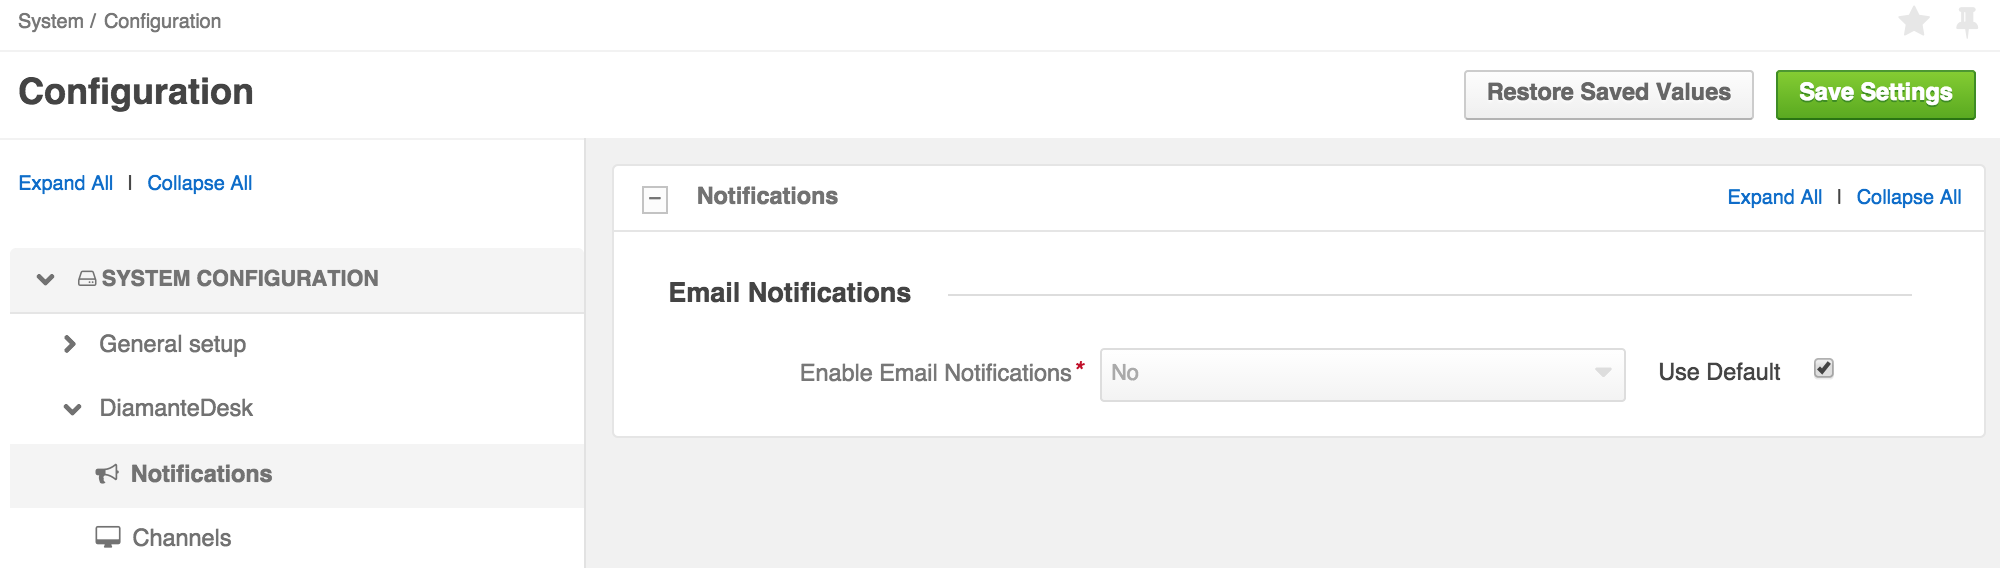 System / Configuration
Configuration
Restore Saved Values
Save Settings
Expand All | Collapse All
SYSTEM CONFIGURATION
General setup
DiamanteDesk
Notifications
Channels
Notifications
Expand All | Collapse All
Email Notifications
Enable Email Notifications* No Use Default